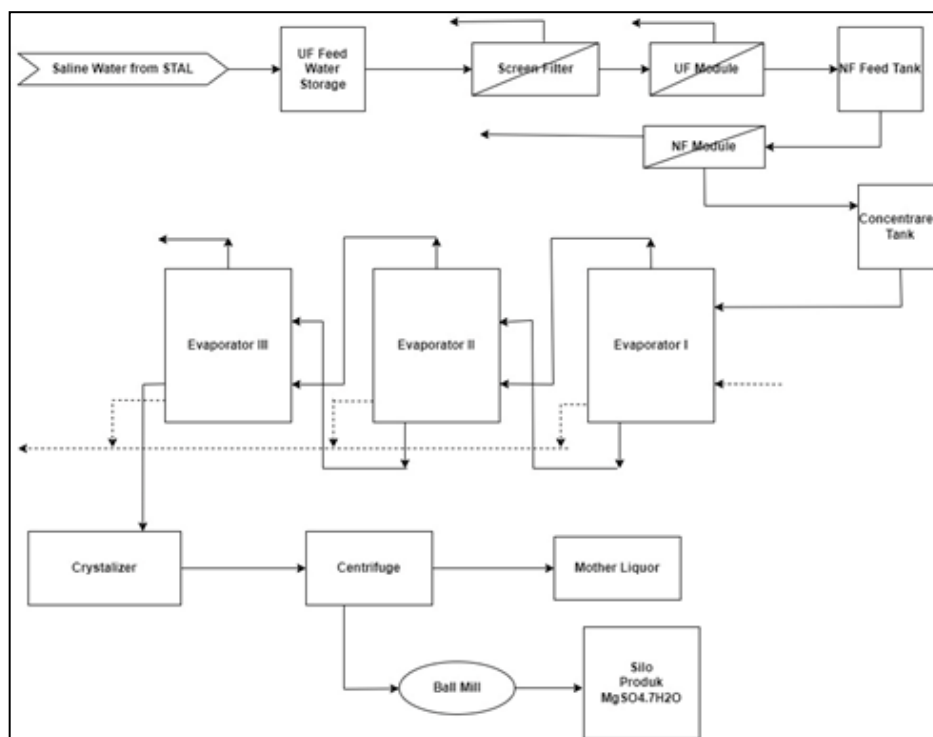 Saline Water from STAL
UF Feed
Water
Storage
Screen Filter
UF Module
NF Feed Tank
NF Module
Concentrare
Tank
Evaporator III
Evaporator II
Evaporator I
Crystalizer
Centrifuge
Mother Liquor
Ball Mill
Silo
Produk
MgSO4.7H2O